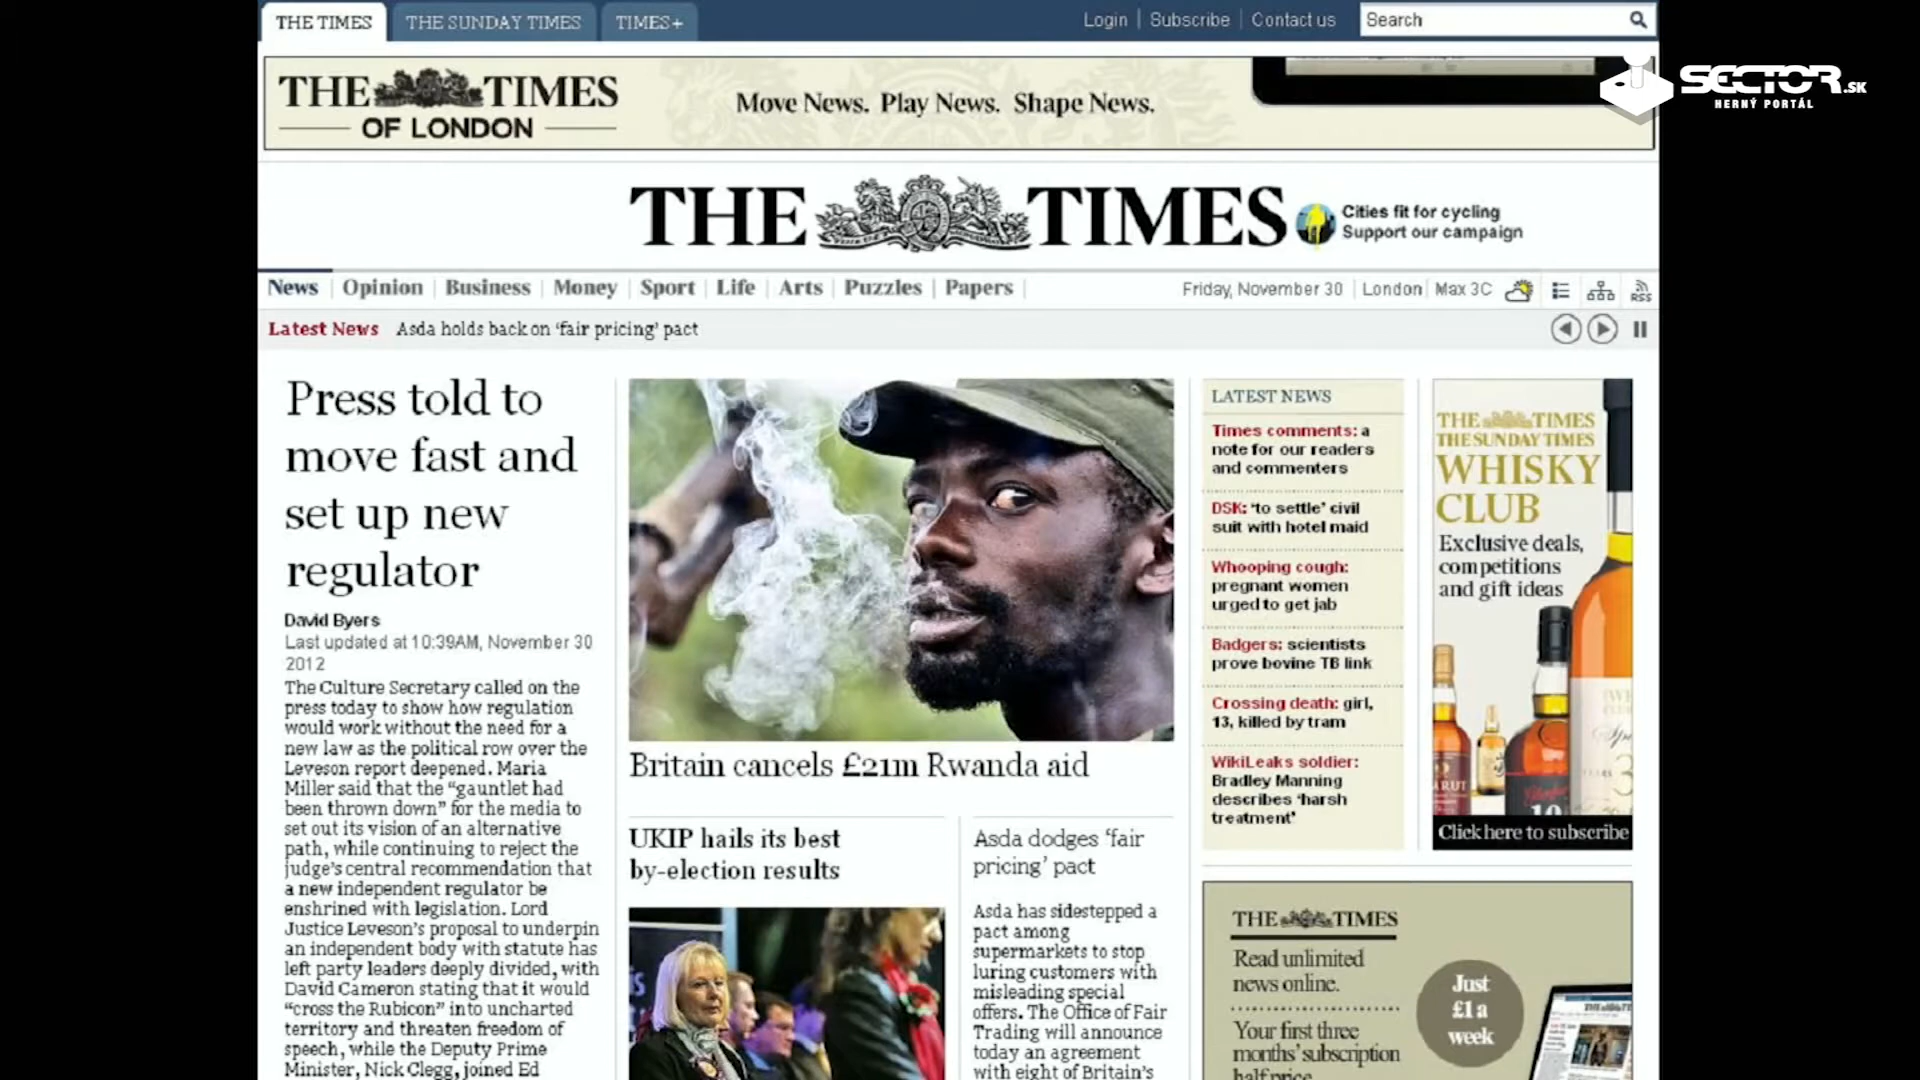 THE TIMES
THE SUNDAY TIMES
TIMES+
Login
Subscribe
Contact us
Search
SECTOR.SK
HERNÝ PORTÁL
THE TIMES
OF LONDON
Move News. Play News. Shape News.
THE TIMES
Cities fit for cycling
Support our campaign
News
Opinion
Business
Money
Sport
Life
Arts
Puzzles
Papers
Friday, November 30
London
Max 3C
RSS
Latest News
Asda holds back on ‘fair pricing’ pact
Press told to
move fast and
set up new
regulator
David Byers
Last updated at 10:39AM, November 30
2012
The Culture Secretary called on the
press today to show how regulation
would work without the need for a
new law as the political row over the
Leveson report deepened. Maria
Miller said that the “gauntlet had
been thrown down” for the media to
set out its vision of an alternative
path, while continuing to reject the
judge’s central recommendation that
a new independent regulator be
enshrined with legislation. Lord
Justice Leveson’s proposal to underpin
an independent body with statute has
left party leaders deeply divided, with
David Cameron stating that it would
“cross the Rubicon” into uncharted
territory and threaten freedom of
speech, while the Deputy Prime
Minister, Nick Clegg, joined Ed
Britain cancels £21m Rwanda aid
UKIP hails its best
by-election results
Asda dodges ‘fair
pricing’ pact
Asda has sidestepped a
pact among
supermarkets to stop
luring customers with
misleading special
offers. The Office of Fair
Trading will announce
today an agreement
with eight of Britain’s
LATEST NEWS
Times comments: a
note for our readers
and commenters
DSK: ‘to settle’ civil
suit with hotel maid
Whooping cough:
pregnant women
urged to get jab
Badgers: scientists
prove bovine TB link
Crossing death: girl,
13, killed by tram
WikiLeaks soldier:
Bradley Manning
describes ‘harsh
treatment’
THE TIMES
THE SUNDAY TIMES
WHISKY
CLUB
Exclusive deals,
competitions
and gift ideas
10
Click here to subscribe
THE TIMES
Read unlimited
news online.
Your first three
months’ subscription
half price
Just
£1 a
week